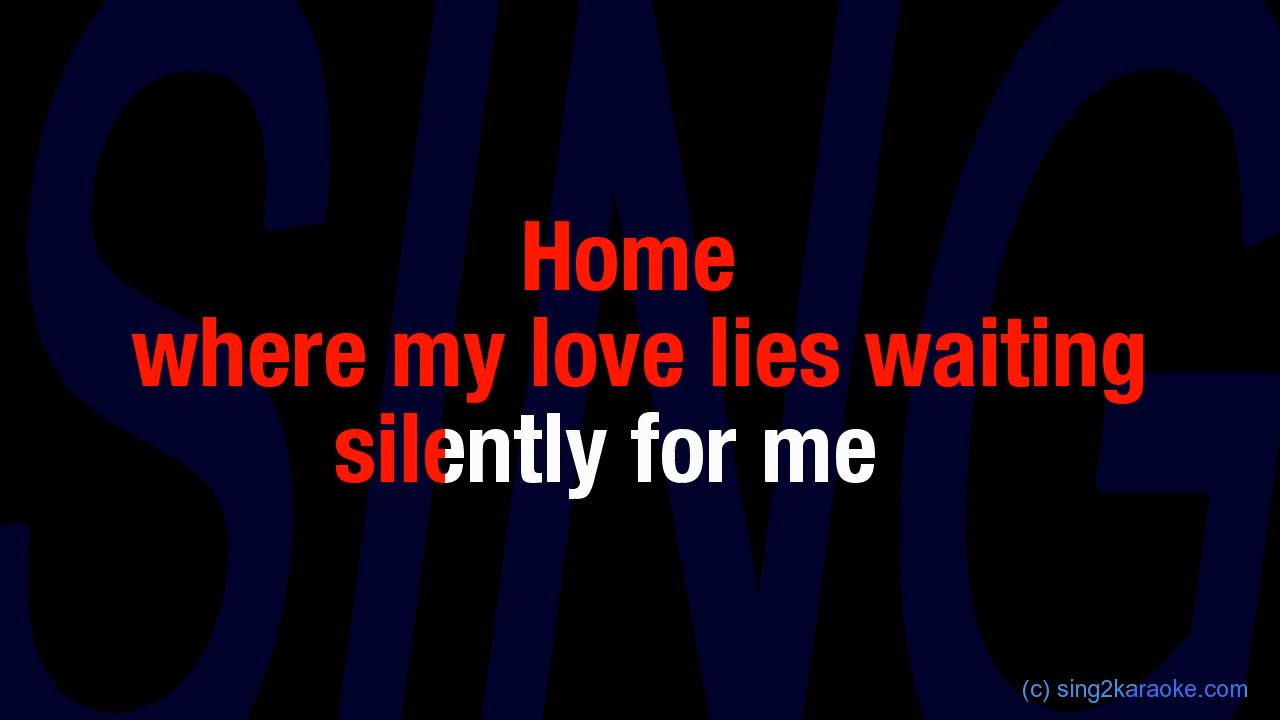 SING
Home
where my love lies waiting
silently for me
(c) sing2karaoke.com